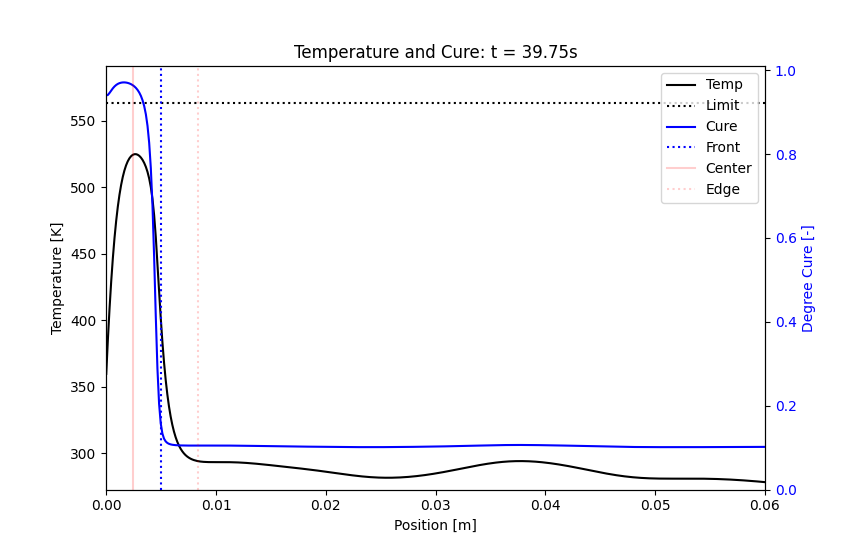 Temperature and Cure: t = 39.75s
Temperature [K]
550
500
450
400
350
300
Temp
Limit
Cure
Front
Center
Edge
1.0
0.8
0.6
0.4
0.2
0.0
Degree Cure [-]
0.00
0.01
0.02
0.03
0.04
0.05
0.06
Position [m]